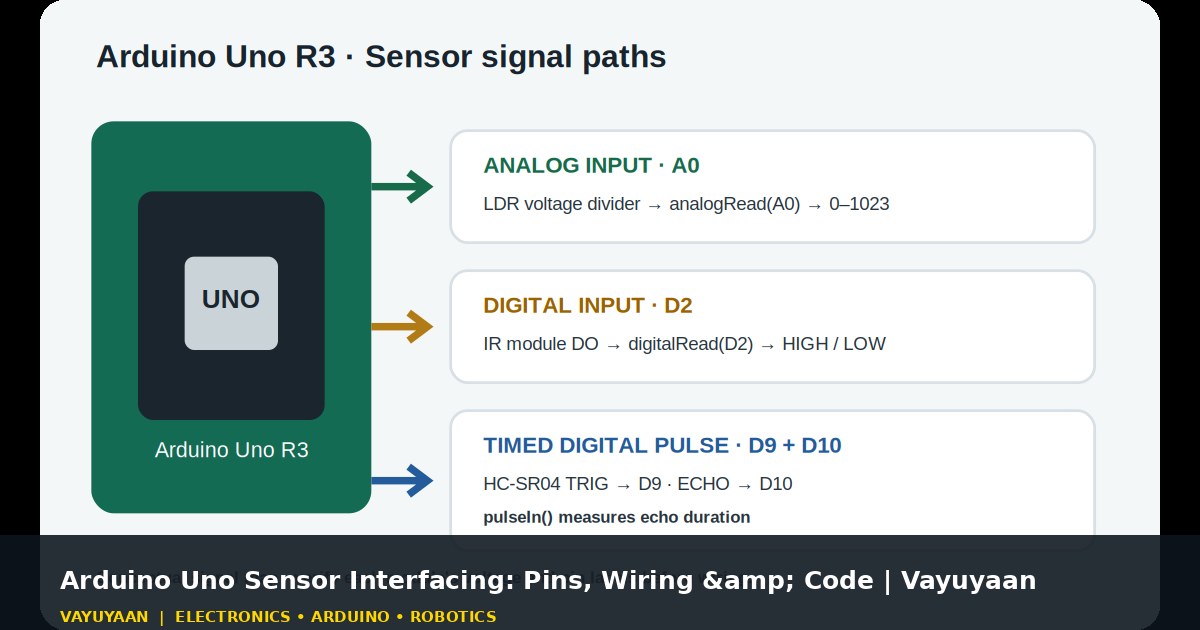 Arduino Uno R3 · Sensor signal paths
ANALOG INPUT · A0
LDR voltage divider → analogRead(A0) → 0–1023
UNO
DIGITAL INPUT · D2
IR module DO → digitalRead(D2) → HIGH / LOW
Arduino Uno R3
TIMED DIGITAL PULSE · D9 + D10
HC-SR04 TRIG → D9 · ECHO → D10
pulseIn() measures echo duration
Arduino Uno Sensor Interfacing: Pins, Wiring &amp; Code | Vayuyaan
VAYUYAAN | ELECTRONICS • ARDUINO • ROBOTICS